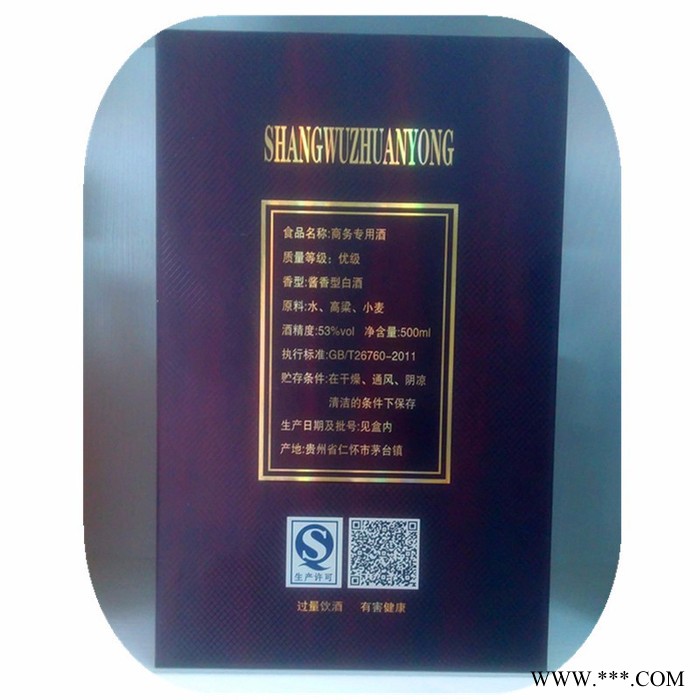 SHANGWUZHUANYONG
食品名称:商务专用酒
质量等级: 优级
香型:酱香型白酒
原料: 水、高粱、小麦
酒精度:53%vol 净含量:500ml
执行标准:GB/T26760-2011
贮存条件:在干燥、通风、阴凉
清洁的条件下保存
生产日期及批号:见盒内
产地:贵州省仁怀市茅台镇
生产许可
过量饮酒 有害健康
WWW.***.COM